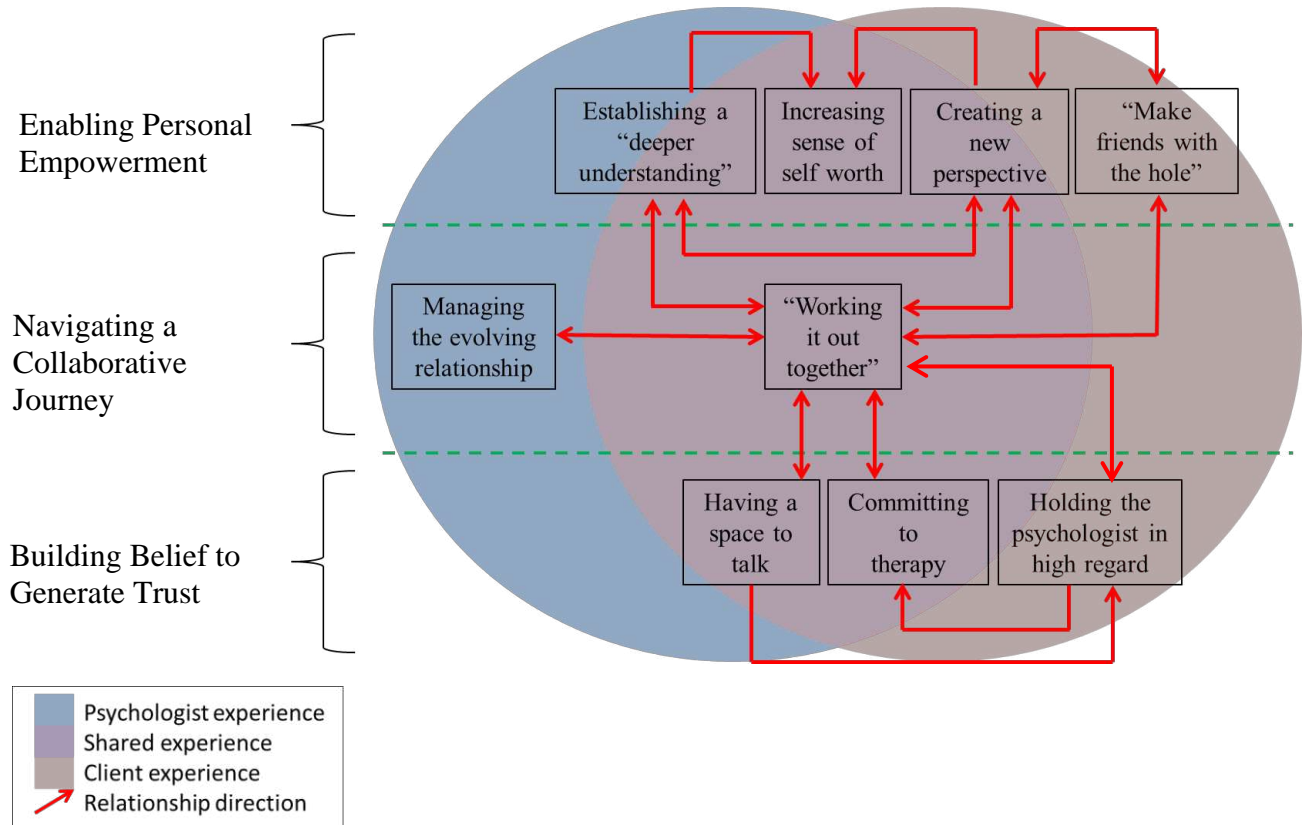 Enabling Personal
Empowerment
Establishing a
“deeper
understanding”
Increasing
sense of
self worth
Creating a
new
perspective
“Make
friends with
the hole”
Navigating a
Collaborative
Journey
Managing
the evolving
relationship
“Working
it out
together”
Building Belief to
Generate Trust
Having a
space to
talk
Committing
to
therapy
Holding the
psychologist in
high regard
Psychologist experience
Shared experience
Client experience
Relationship direction